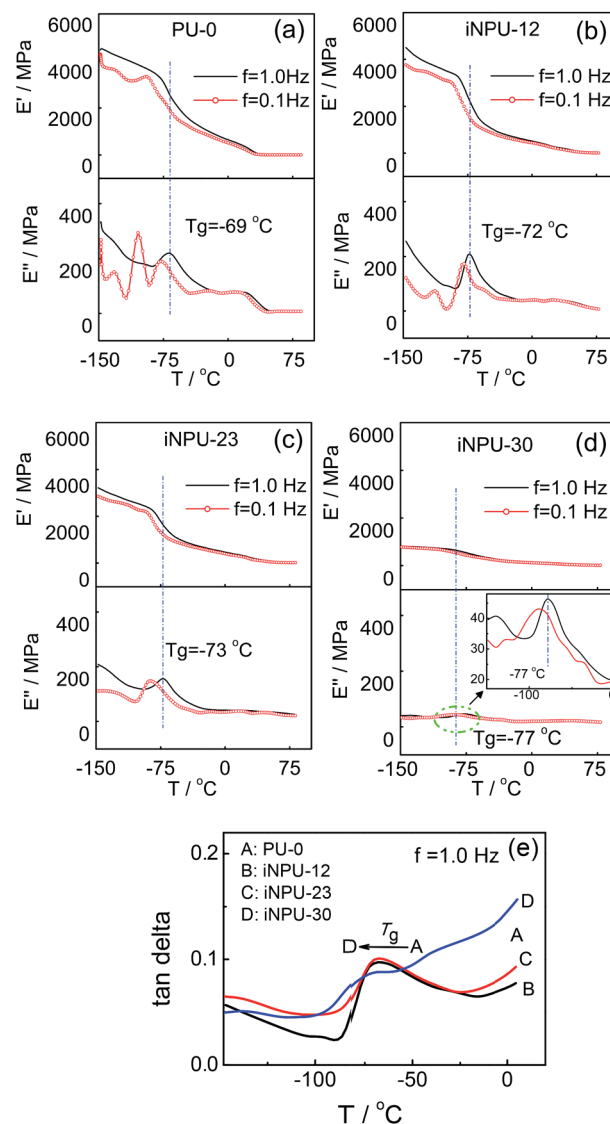 (a)
PU-0
6000
4000
2000
0
E' / MPa
f=1.0Hz
f=0.1Hz
400
200
0
E'' / MPa
Tg=-69 °C
-150 -75 0 75
T / °C
(b)
iNPU-12
6000
4000
2000
0
E' / MPa
f=1.0 Hz
f=0.1 Hz
400
200
0
E'' / MPa
Tg=-72 °C
-150 -75 0 75
T / °C
(c)
iNPU-23
6000
4000
2000
0
E' / MPa
f=1.0 Hz
f=0.1 Hz
400
200
0
E'' / MPa
Tg=-73 °C
-150 -75 0 75
T / °C
(d)
iNPU-30
6000
4000
2000
0
E' / MPa
f=1.0 Hz
f=0.1 Hz
400
200
0
E'' / MPa
40
30
20
-77 °C
-100
Tg=-77 °C
-150 -75 0 75
T / °C
(e)
f =1.0 Hz
A: PU-0
B: iNPU-12
C: iNPU-23
D: iNPU-30
0.2
0.1
0.0
tan delta
D Tg A
D
A
C
B
-100 -50 0
T / °C